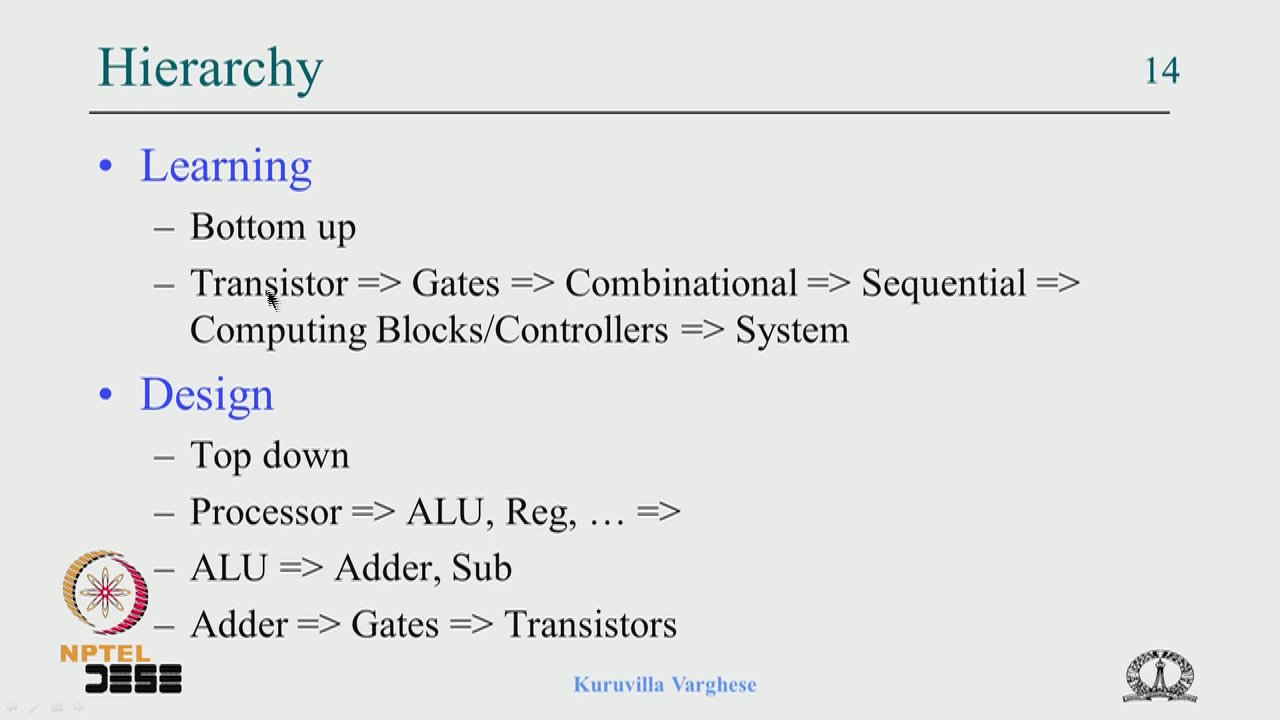 Hierarchy
14
• Learning
– Bottom up
– Transistor => Gates => Combinational => Sequential =>
Computing Blocks/Controllers => System
• Design
– Top down
– Processor => ALU, Reg, … =>
– ALU => Adder, Sub
– Adder => Gates => Transistors
NPTEL
DESE
Kuruvilla Varghese